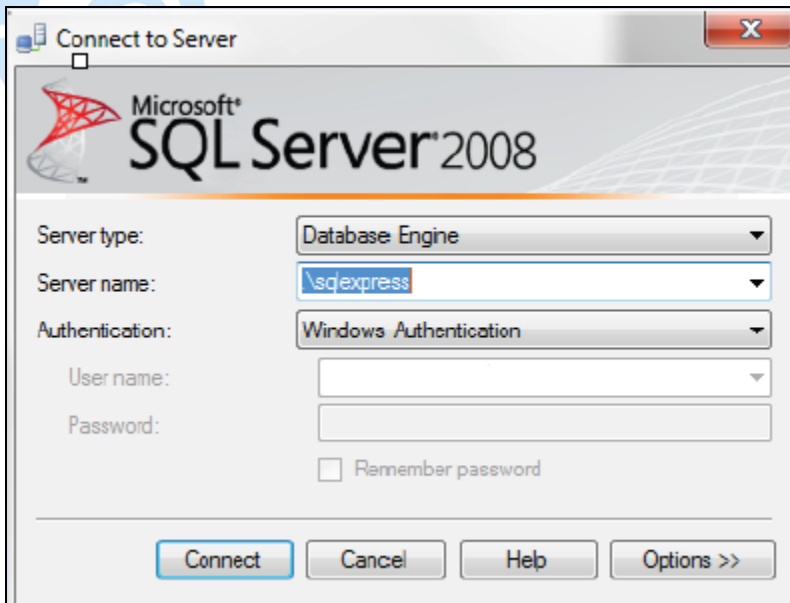 Connect to Server
Microsoft®
SQL Server® 2008
Server type: Database Engine
Server name: .\sqlexpress
Authentication: Windows Authentication
User name:
Password:
Remember password
Connect Cancel Help Options >>